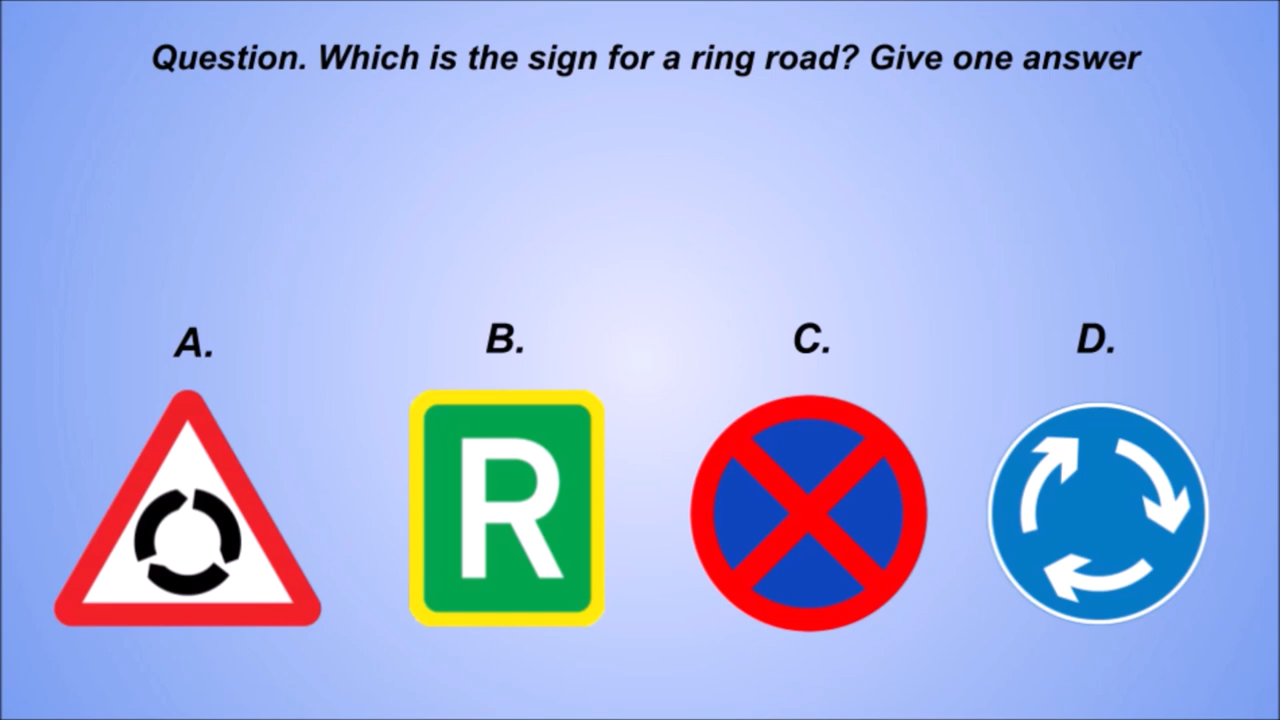 Question. Which is the sign for a ring road? Give one answer
A. B. C. D.
R